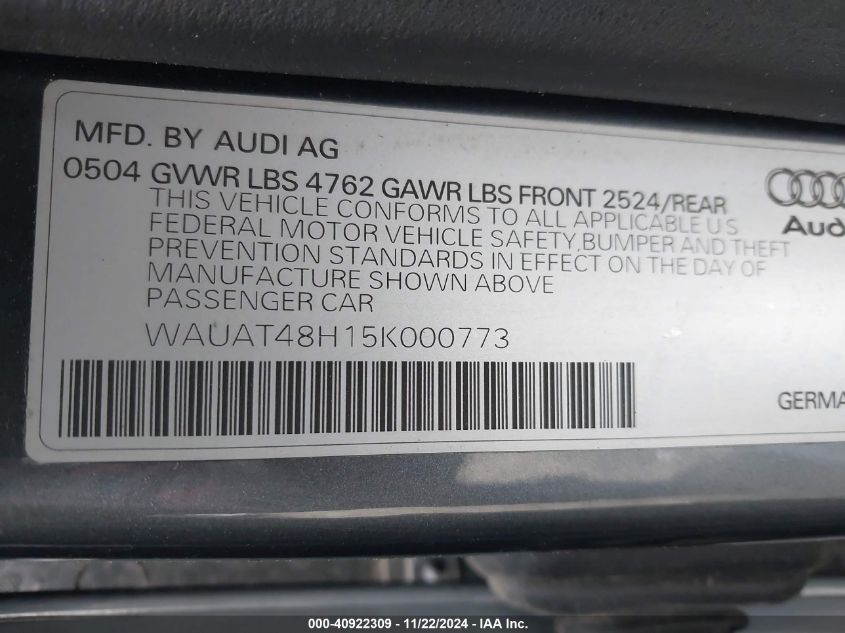 MFD. BY AUDI AG
0504 GVWR LBS 4762 GAWR LBS FRONT 2524/REAR
THIS VEHICLE CONFORMS TO ALL APPLICABLE U S
FEDERAL MOTOR VEHICLE SAFETY,BUMPER AND THEFT
PREVENTION STANDARDS IN EFFECT ON THE DAY OF
MANUFACTURE SHOWN ABOVE
PASSENGER CAR
WAUAT48H15K000773
Aud
GERMA
000-40922309 - 11/22/2024 - IAA Inc.